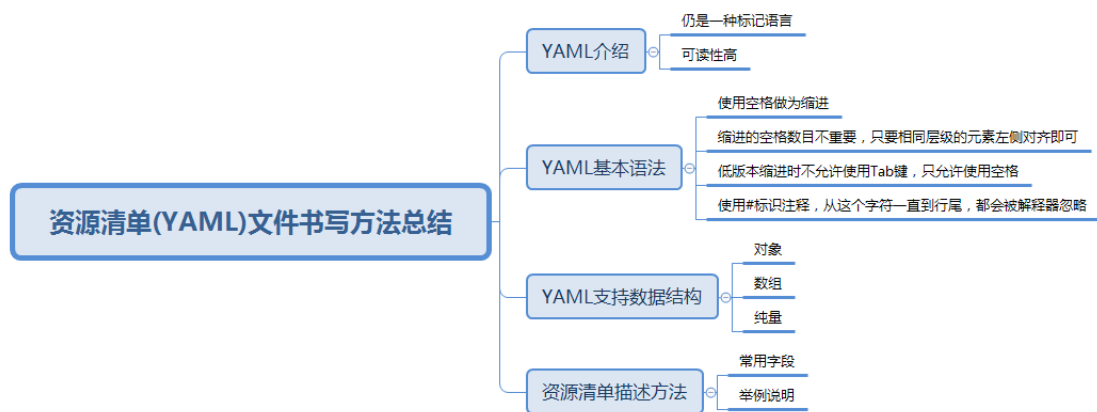 资源清单(YAML)文件书写方法总结
YAML介绍
仍是一种标记语言
可读性高
YAML基本语法
使用空格做为缩进
缩进的空格数目不重要，只要相同层级的元素左侧对齐即可
低版本缩进时不允许使用Tab键，只允许使用空格
使用#标识注释，从这个字符一直到行尾，都会被解释器忽略
YAML支持数据结构
对象
数组
纯量
资源清单描述方法
常用字段
举例说明